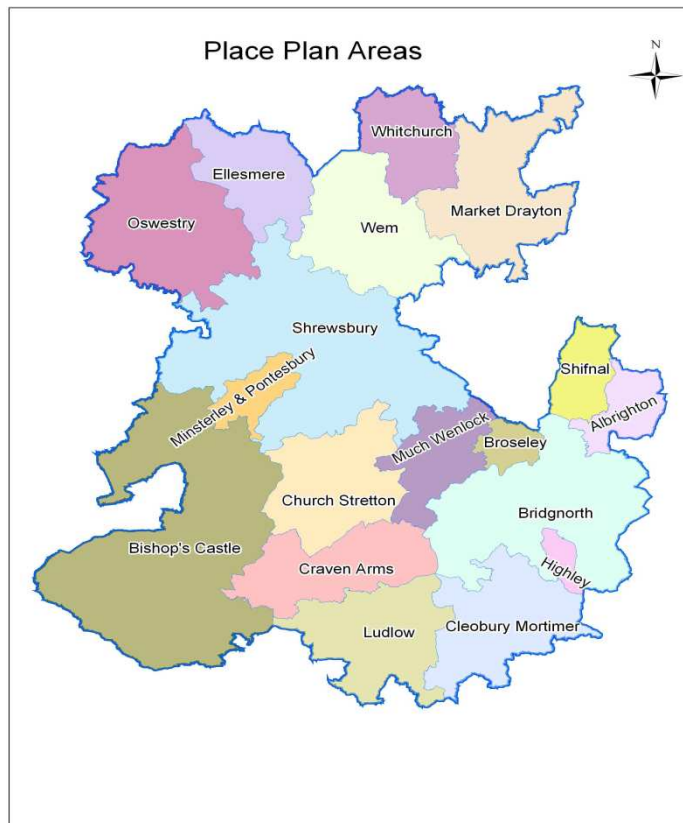 Place Plan Areas
N
Whitchurch
Ellesmere
Market Drayton
Oswestry
Wem
Shrewsbury
Shifnal
Minsterley & Pontesbury
Albrighton
Much Wenlock
Broseley
Church Stretton
Bridgnorth
Bishop's Castle
Craven Arms
Highley
Ludlow
Cleobury Mortimer